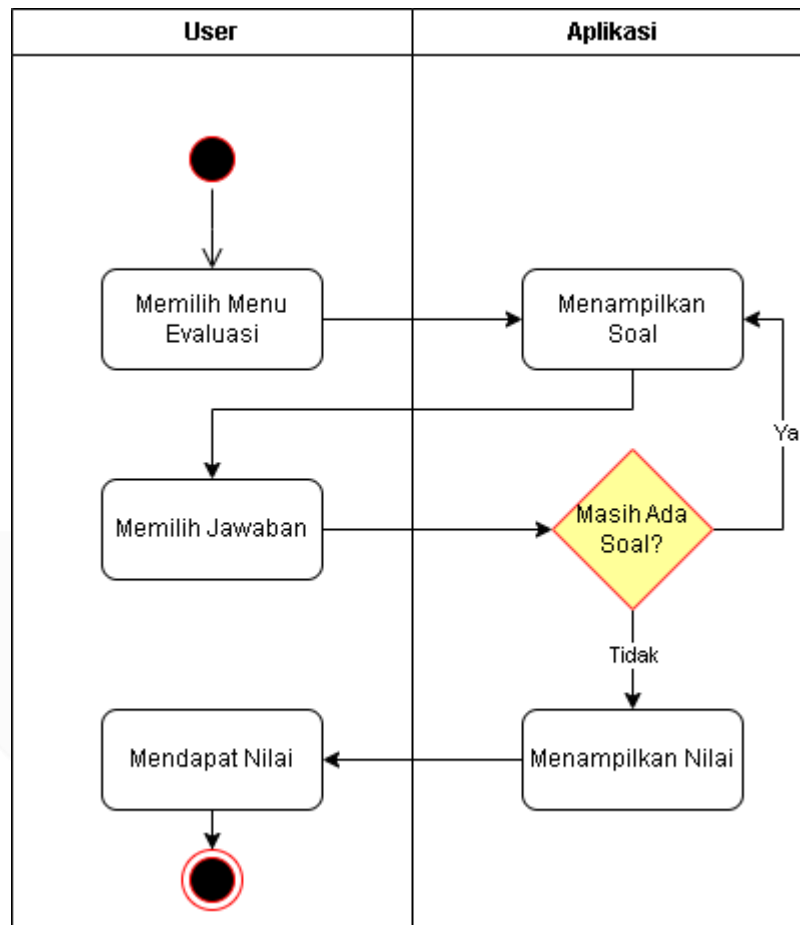 User
Aplikasi
Memilih Menu
Evaluasi
Menampilkan
Soal
Ya
Memilih Jawaban
Masih Ada
Soal?
Tidak
Mendapat Nilai
Menampilkan Nilai